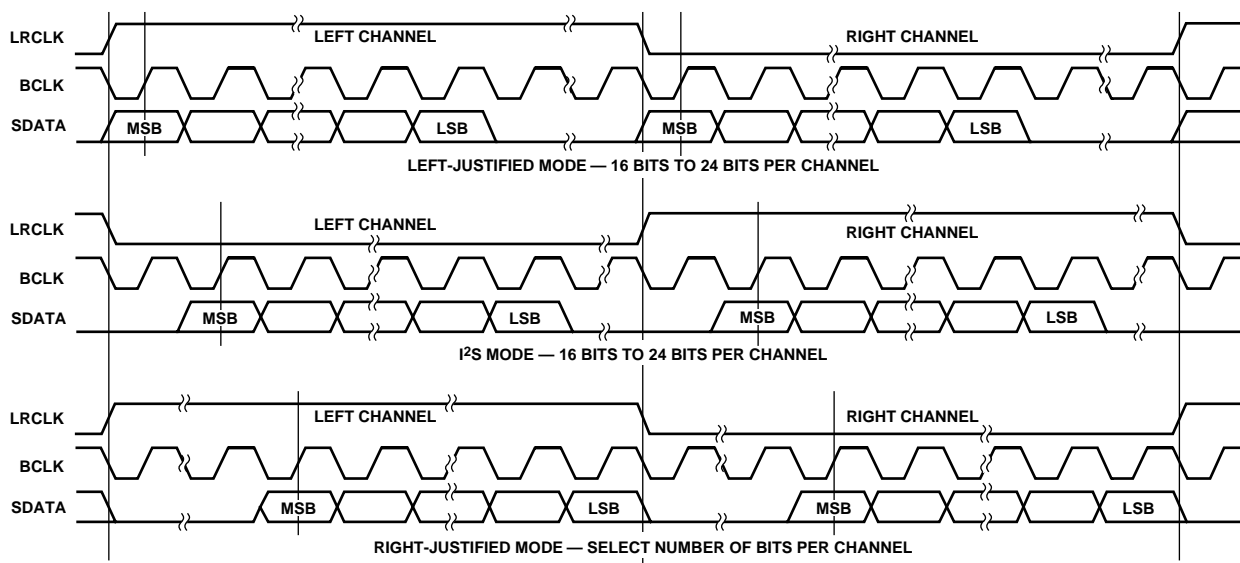 LRCLK LEFT CHANNEL RIGHT CHANNEL
BCLK
SDATA MSB LSB MSB LSB
LEFT-JUSTIFIED MODE — 16 BITS TO 24 BITS PER CHANNEL
LRCLK LEFT CHANNEL RIGHT CHANNEL
BCLK
SDATA MSB LSB MSB LSB
I²S MODE — 16 BITS TO 24 BITS PER CHANNEL
LRCLK LEFT CHANNEL RIGHT CHANNEL
BCLK
SDATA MSB LSB MSB LSB
RIGHT-JUSTIFIED MODE — SELECT NUMBER OF BITS PER CHANNEL